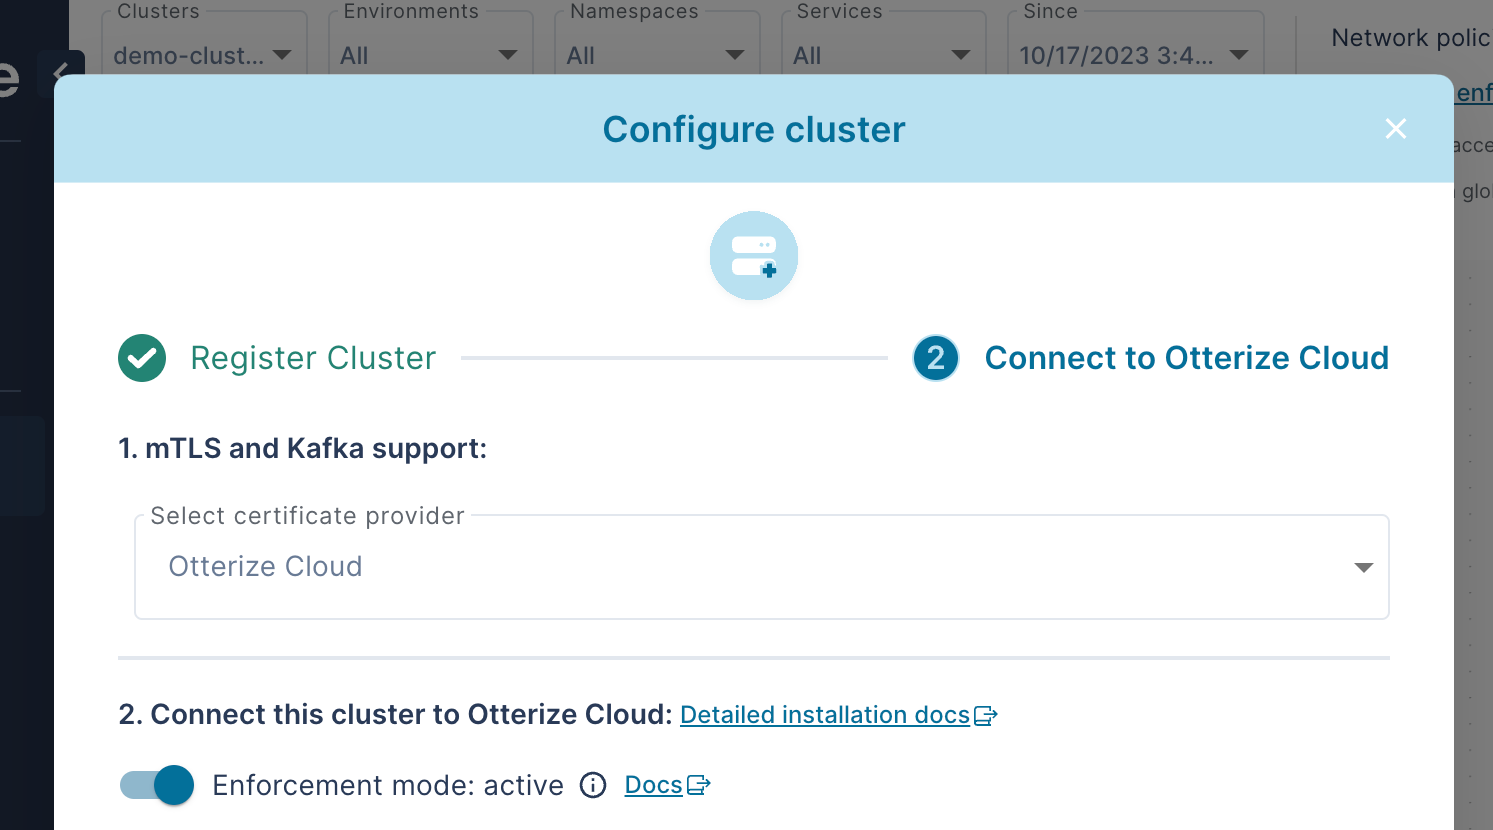 Clusters Environments Namespaces Services Since
demo-clust... All All All 10/17/2023 3:4... Network polic
e
enf
Configure cluster
acce
glo
Register Cluster 2 Connect to Otterize Cloud
1. mTLS and Kafka support:
Select certificate provider
Otterize Cloud
2. Connect this cluster to Otterize Cloud: Detailed installation docs
Enforcement mode: active Docs